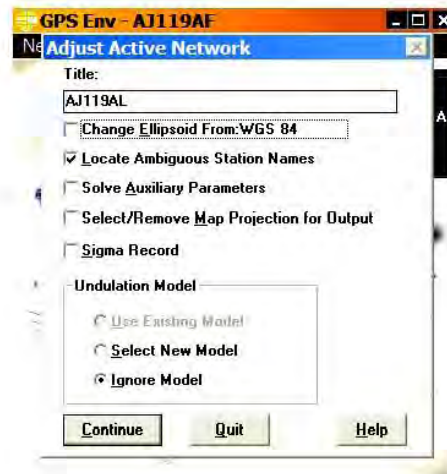 GPS Env - AJ119AF
Ne
Adjust Active Network
Title:
AJ119AL
Change Ellipsoid From:WGS 84
A
Locate Ambiguous Station Names
Solve Auxiliary Parameters
Select/Remove Map Projection for Output
Sigma Record
Undulation Model
Use Existing Model
Select New Model
Ignore Model
Continue Quit Help